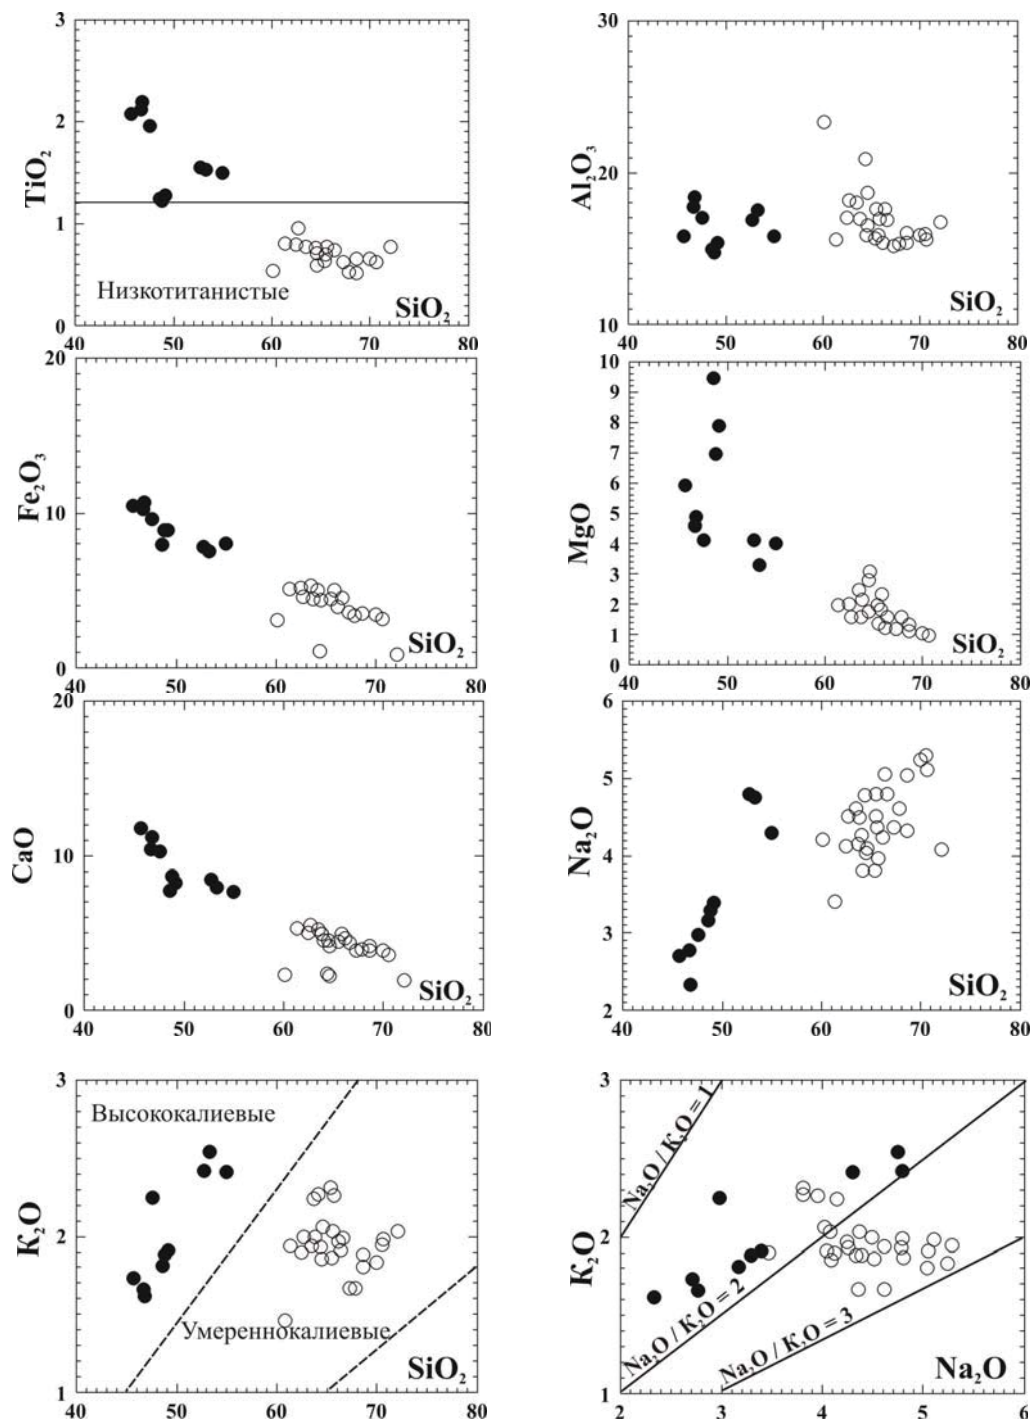 3
2
1
0
TiO₂
Низкотитанистые
SiO₂
40 50 60 70 80
30
20
10
Al₂O₃
SiO₂
40 50 60 70 80
20
10
0
Fe₂O₃
SiO₂
40 50 60 70 80
10
9
8
7
6
5
4
3
2
1
0
MgO
SiO₂
40 50 60 70 80
20
10
0
CaO
SiO₂
40 50 60 70 80
6
5
4
3
2
Na₂O
SiO₂
40 50 60 70 80
3
2
1
K₂O
Высококалиевые
Умереннокалиевые
SiO₂
40 50 60 70 80
3
2
1
K₂O
Na₂O / K₂O = 1
Na₂O / K₂O = 2
Na₂O / K₂O = 3
Na₂O
2 3 4 5 6